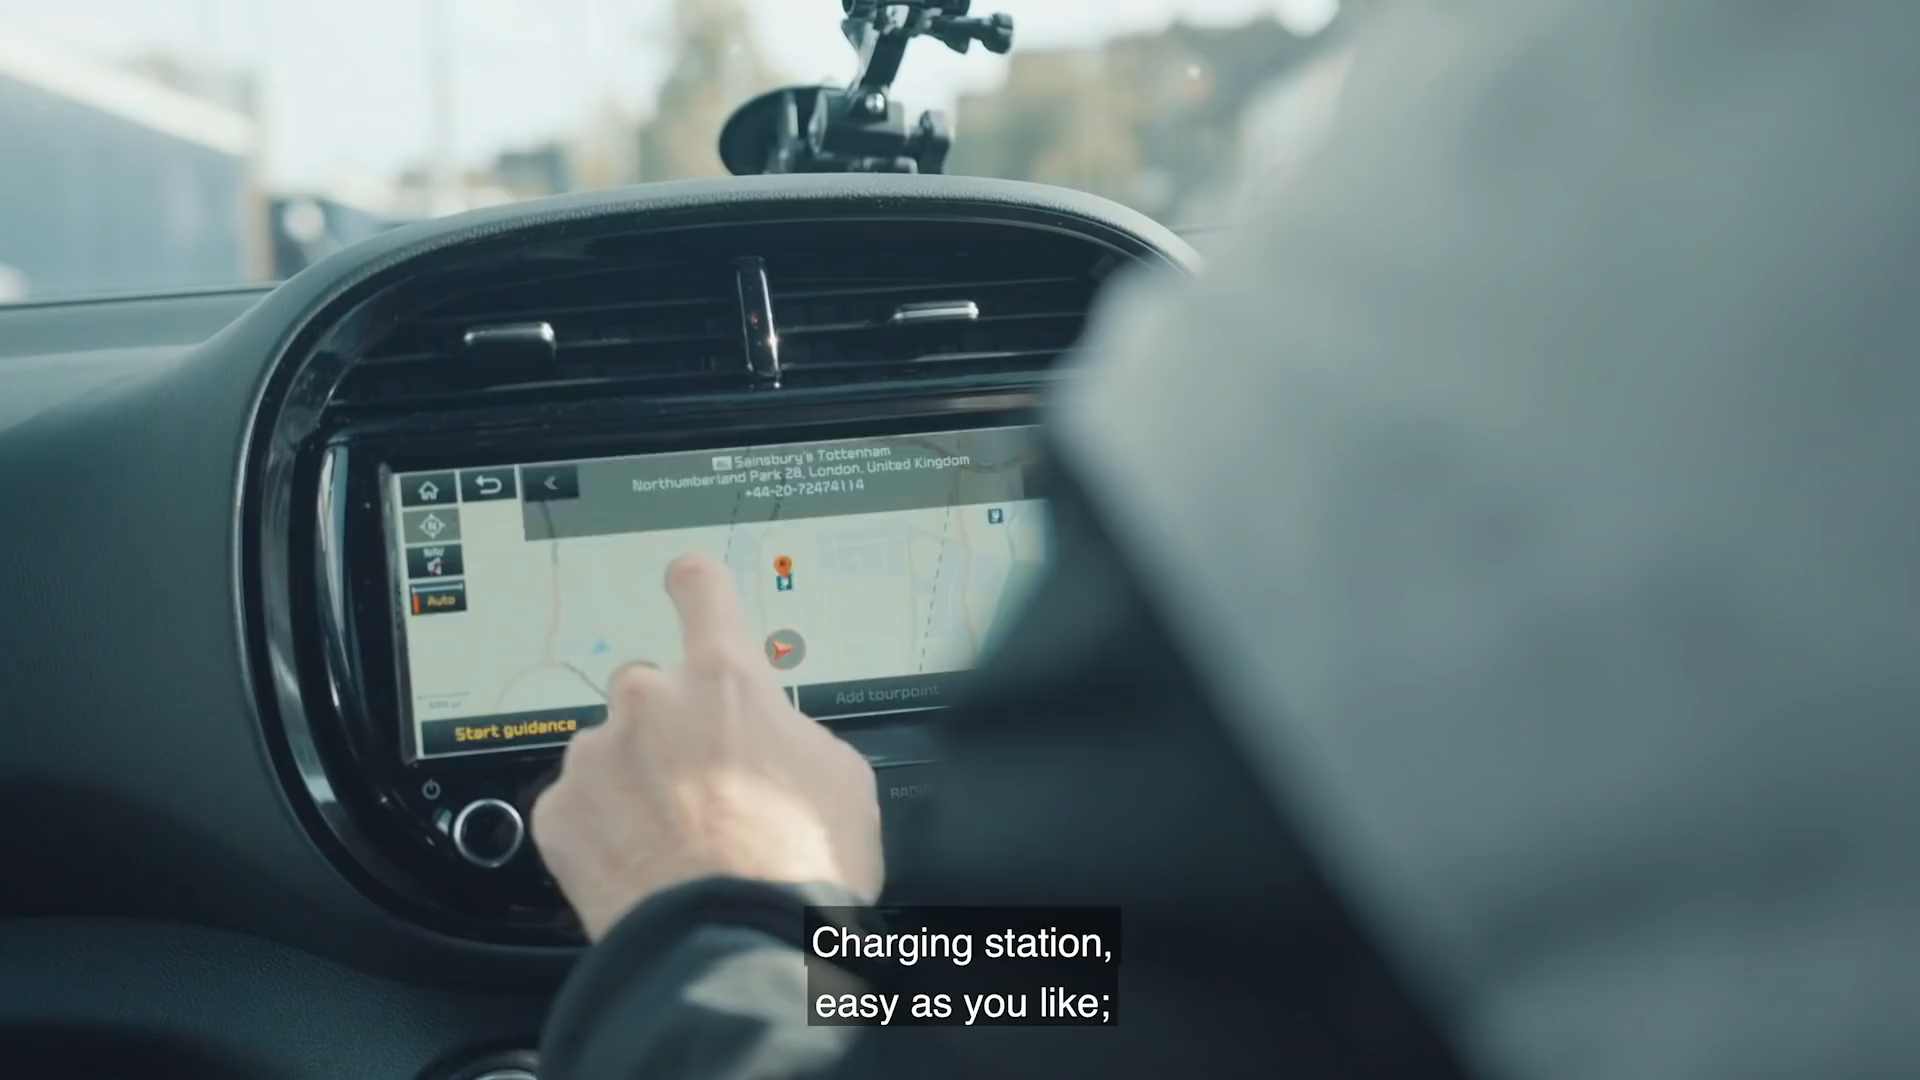 Sainsbury's Tottenham
Northumberland Park 28, London, United Kingdom
+44-20-72474114
N
NAV
Auto
Start guidance
Add tourpoint
Charging station,
easy as you like;